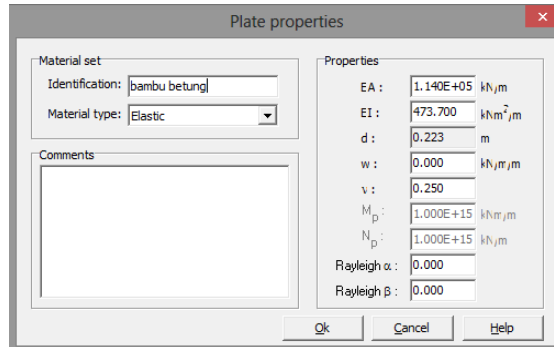 Plate properties
Material set
Identification: bambu betung
Material type: Elastic
Comments
Properties
EA : 1.140E+05 kN/m
EI : 473.700 kNm²/m
d : 0.223 m
w : 0.000 kN/m/m
ν : 0.250
Mp : 1.000E+15 kNm/m
Np : 1.000E+15 kN/m
Rayleigh α : 0.000
Rayleigh β : 0.000
Ok Cancel Help